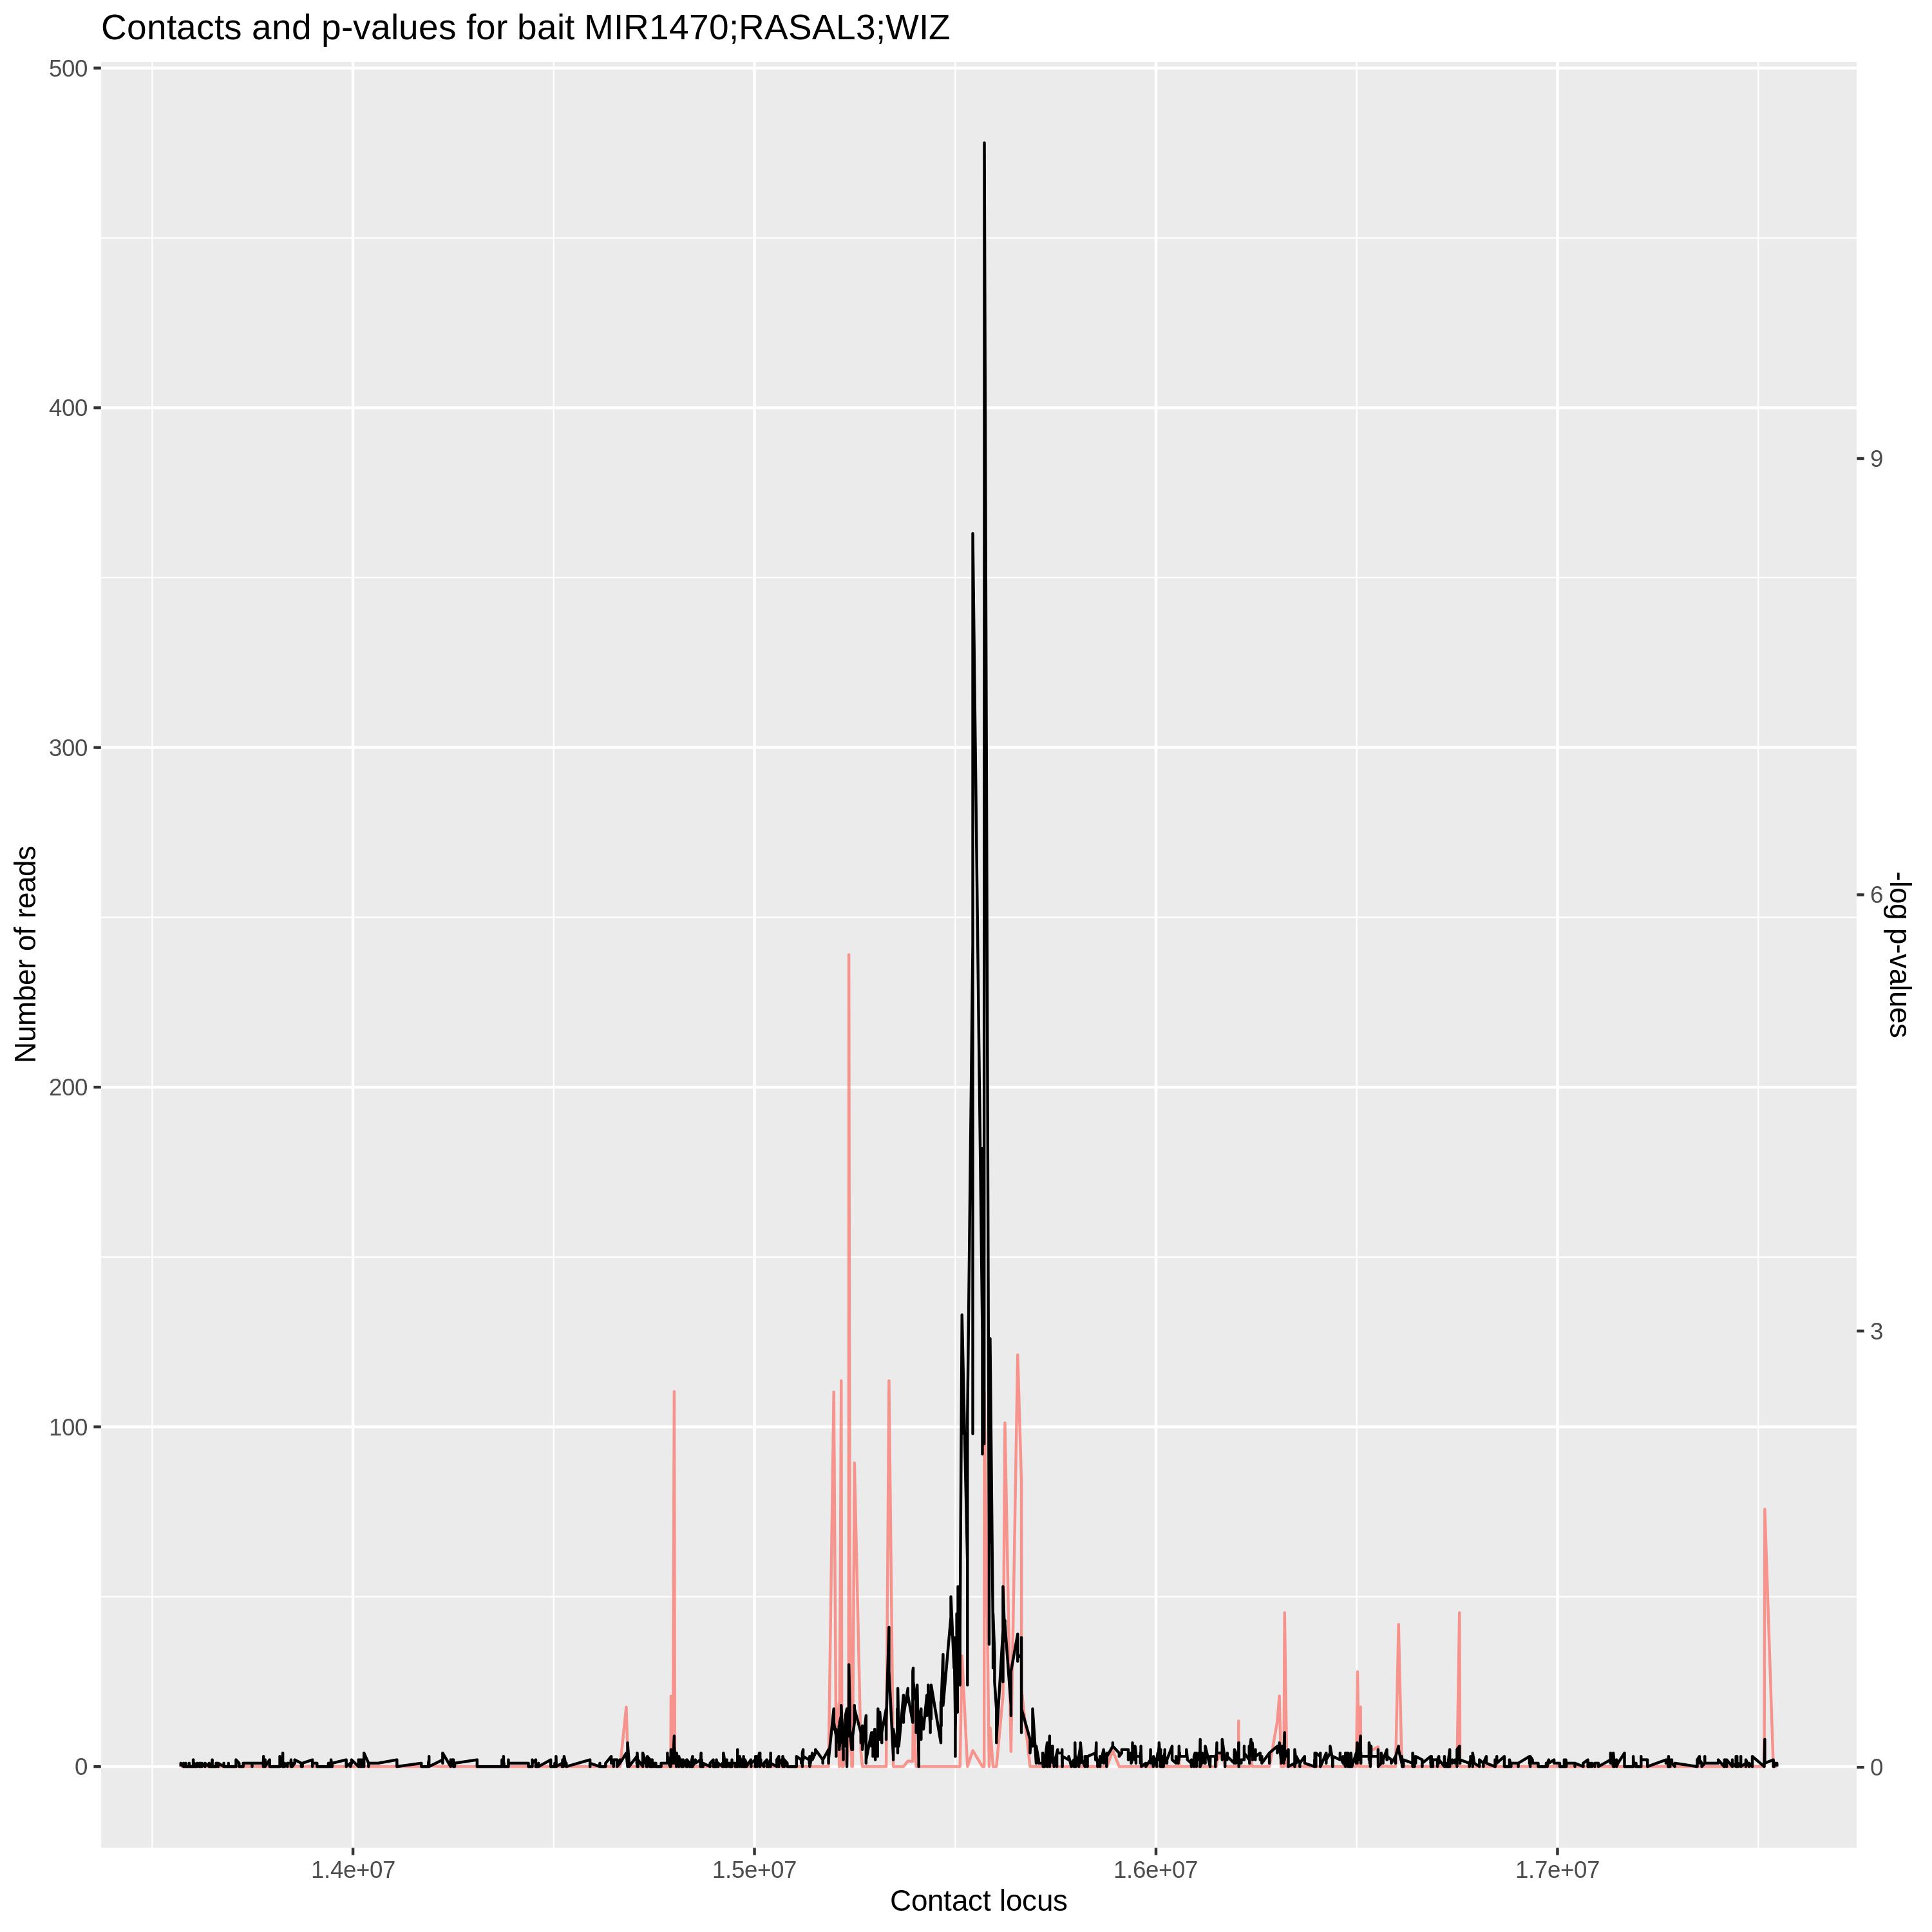 Contacts and p-values for bait MIR1470;RASAL3;WIZ
500
400
300
200
100
0
Number of reads
9
6
3
0
-log p-values
1.4e+07
1.5e+07
1.6e+07
1.7e+07
Contact locus